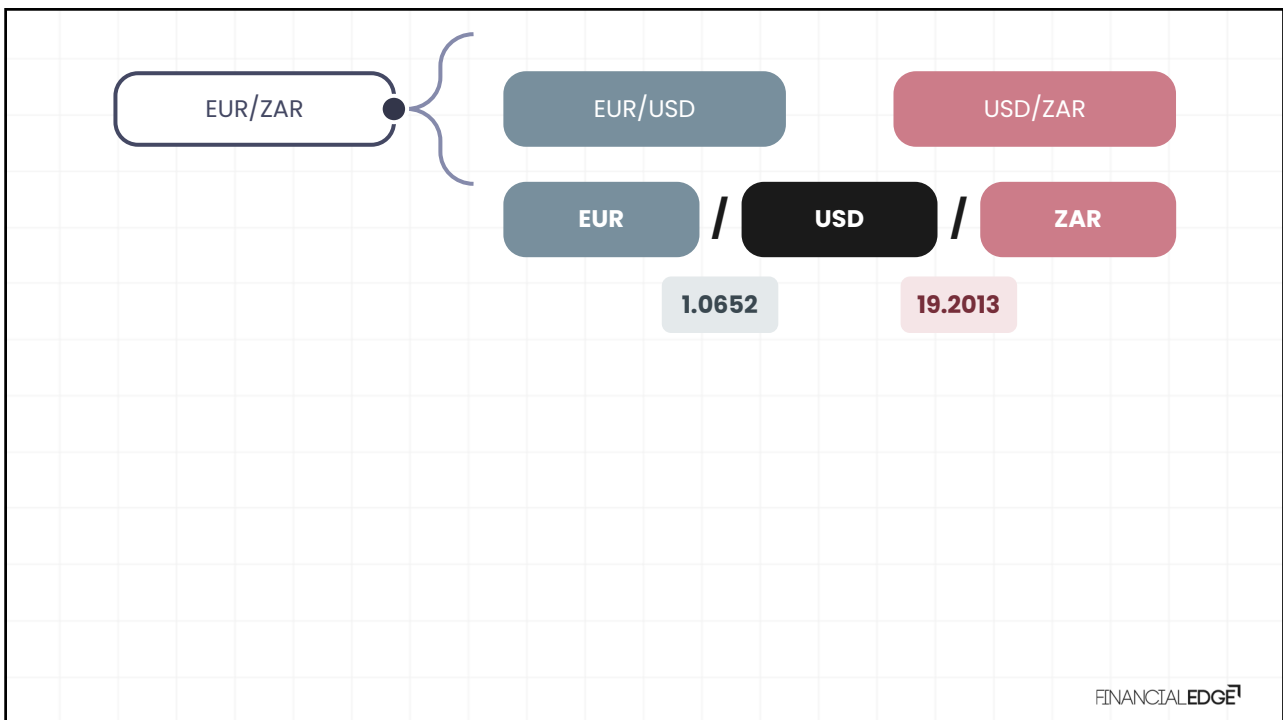 EUR/ZAR EUR/USD USD/ZAR
EUR / USD / ZAR
1.0652 19.2013
FINANCIALEDGE